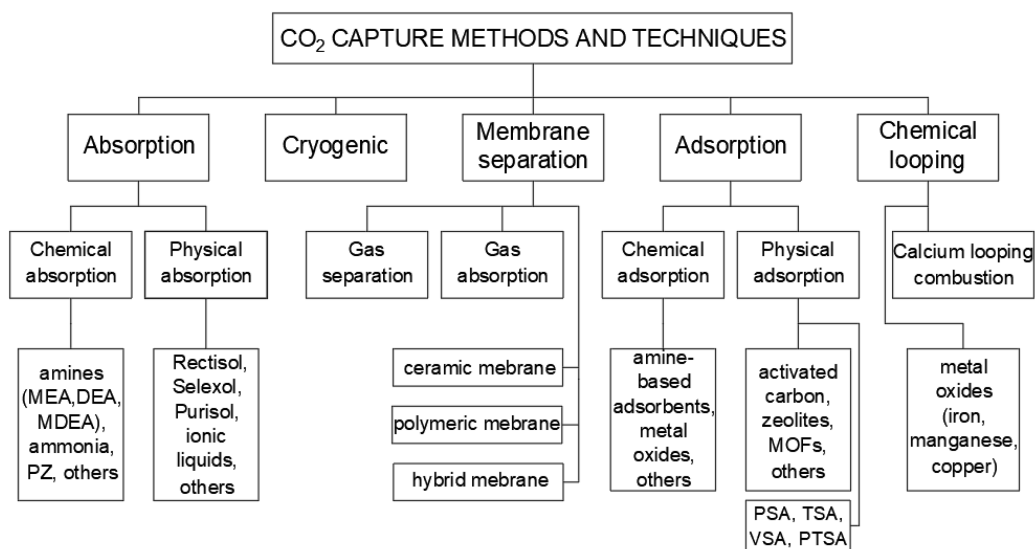 CO₂ CAPTURE METHODS AND TECHNIQUES
Absorption
Cryogenic
Membrane
separation
Adsorption
Chemical
looping
Chemical
absorption
Physical
absorption
Gas
separation
Gas
absorption
Chemical
adsorption
Physical
adsorption
Calcium looping
combustion
amines
(MEA,DEA,
MDEA),
ammonia,
PZ, others
Rectisol,
Selexol,
Purisol,
ionic
liquids,
others
ceramic mebrane
polymeric mebrane
hybrid mebrane
amine-
based
adsorbents,
metal
oxides,
others
activated
carbon,
zeolites,
MOFs,
others
PSA, TSA,
VSA, PTSA
metal
oxides
(iron,
manganese,
copper)